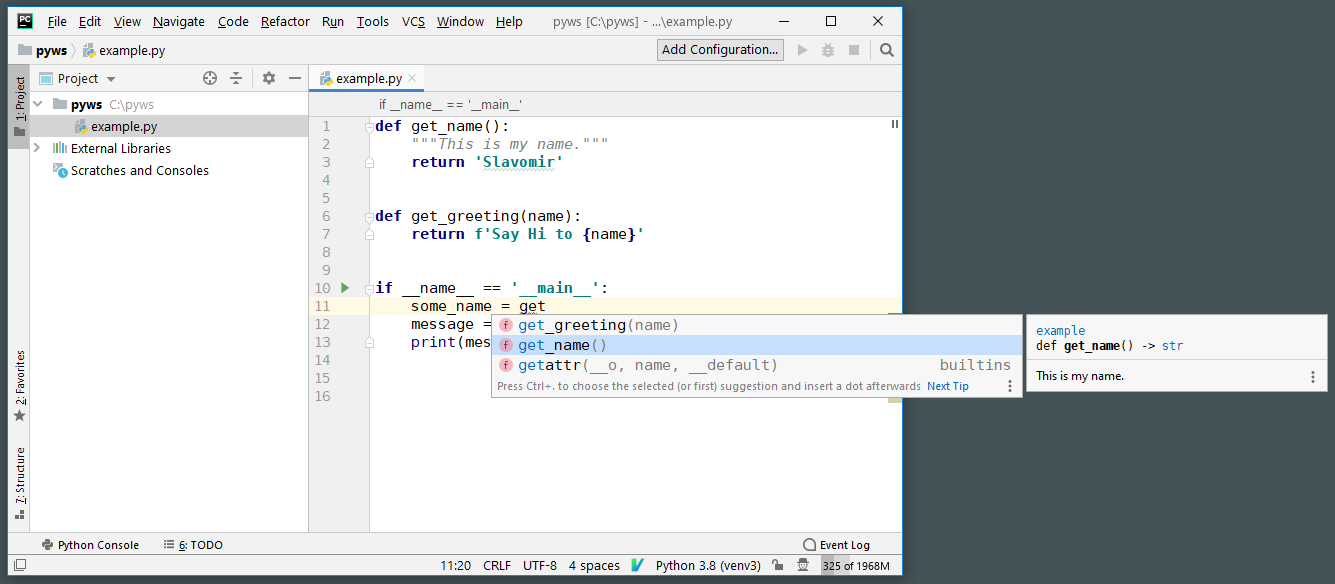 PC File Edit View Navigate Code Refactor Run Tools VCS Window Help pyws [C:\pyws] - ...\example.py
pyws example.py Add Configuration...
1: Project
Project
example.py
pyws C:\pyws
example.py
External Libraries
Scratches and Consoles
if __name__ == '__main__'
1 def get_name():
2 """This is my name."""
3 return 'Slavomir'
4
5
6 def get_greeting(name):
7 return f'Say Hi to {name}'
8
9
10 if __name__ == '__main__':
11 some_name = get
12 message =
13 print(mes
14
15
16
get_greeting(name)
get_name()
getattr(__o, name, __default) builtins
Press Ctrl+. to choose the selected (or first) suggestion and insert a dot afterwards Next Tip
example
def get_name() -> str
This is my name.
2: Favorites
7: Structure
Python Console 6: TODO Event Log
11:20 CRLF UTF-8 4 spaces Python 3.8 (venv3) 325 of 1968M